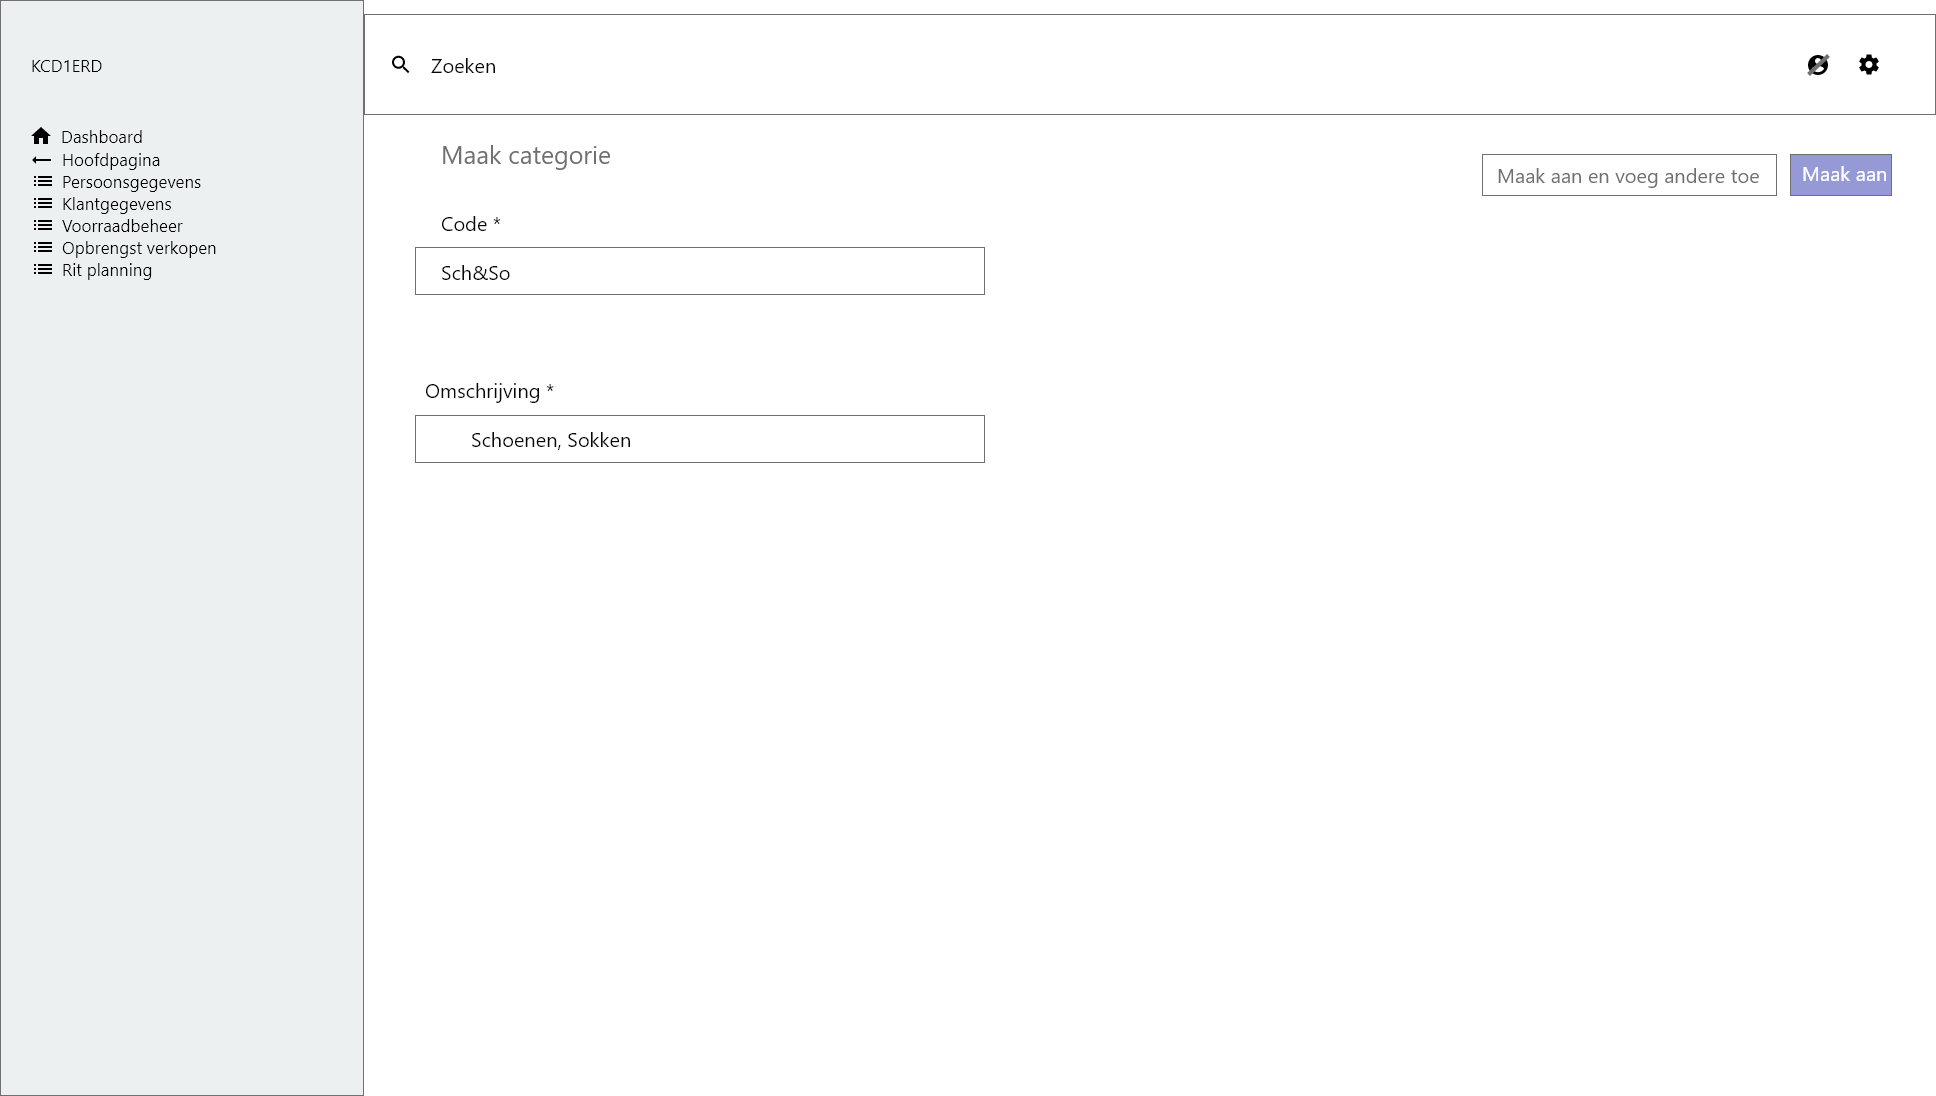 KCD1ERD
Dashboard
Hoofdpagina
Persoonsgegevens
Klantgegevens
Voorraadbeheer
Opbrengst verkopen
Rit planning
Zoeken
Maak categorie
Maak aan en voeg andere toe
Maak aan
Code *
Sch&So
Omschrijving *
Schoenen, Sokken